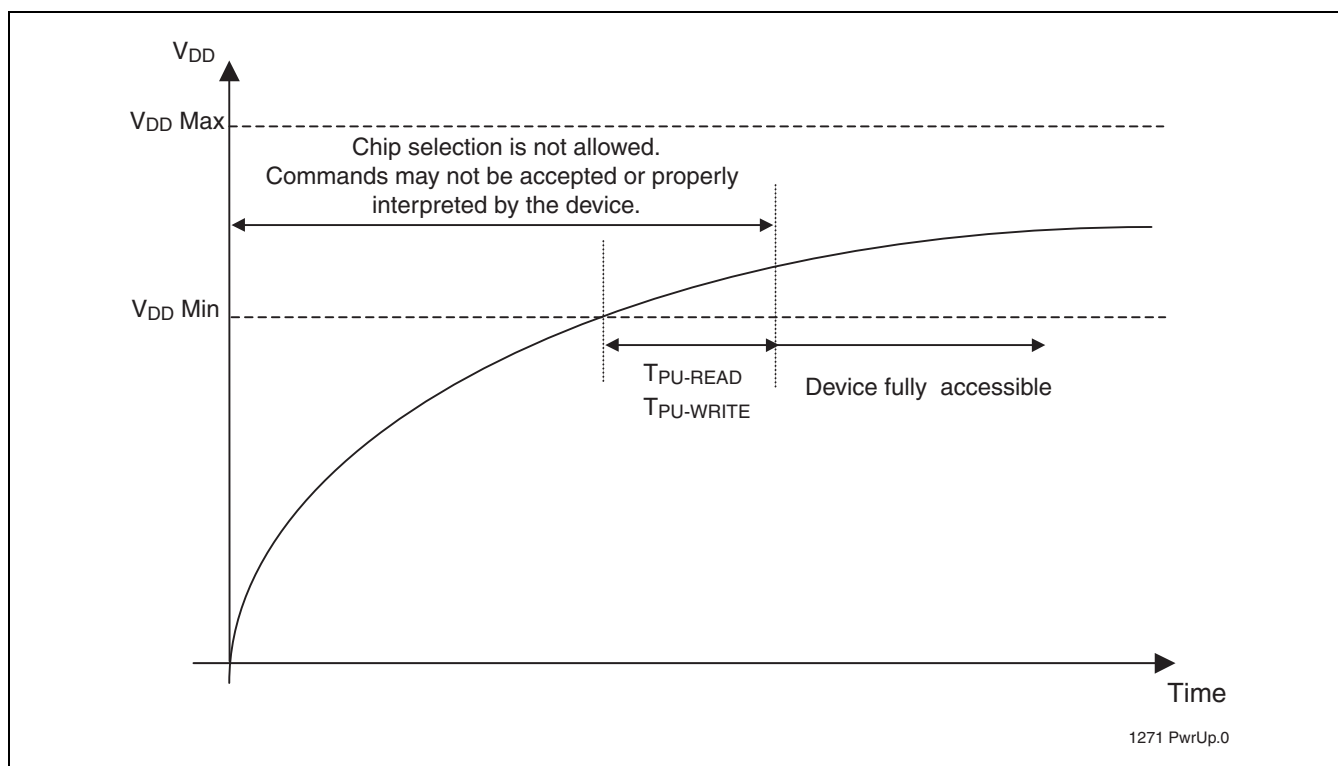 VDD
VDD Max
Chip selection is not allowed.
Commands may not be accepted or properly
interpreted by the device.
VDD Min
TPU-READ
TPU-WRITE
Device fully accessible
Time
1271 PwrUp.0